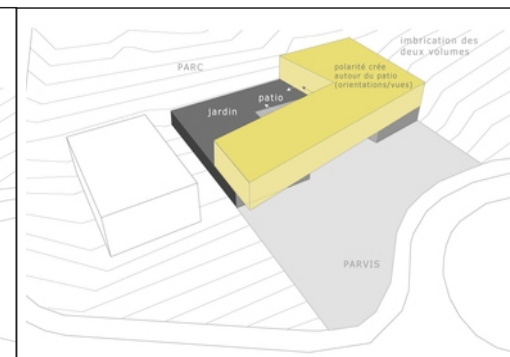 imbrication des
deux volumes
PARC
polarité crée
autour du patio
(orientations/vues)
patio
jardin
PARVIS